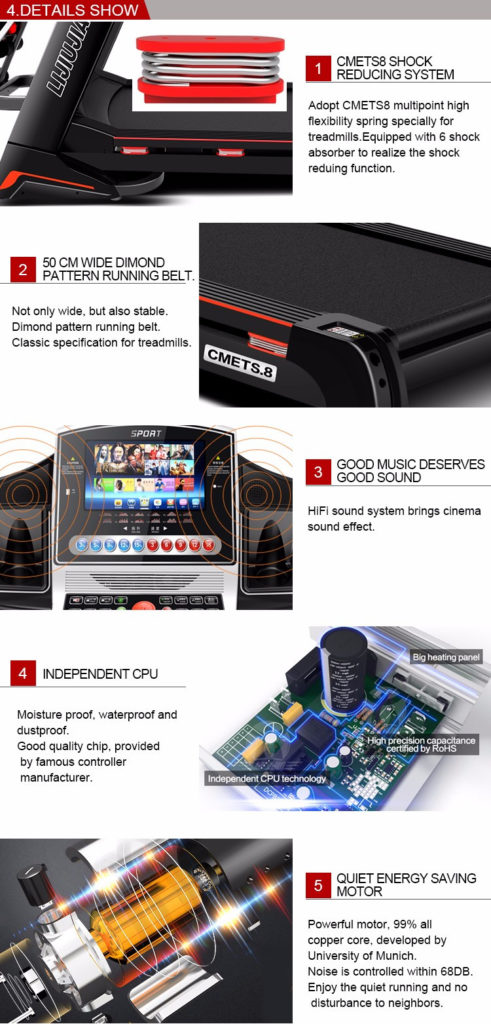 4.DETAILS SHOW
LIJIUJIA
1
CMETS8 SHOCK
REDUCING SYSTEM
Adopt CMETS8 multipoint high
flexibility spring specially for
treadmills.Equipped with 6 shock
absorber to realize the shock
reduing function.
2
50 CM WIDE DIMOND
PATTERN RUNNING BELT.
Not only wide, but also stable.
Dimond pattern running belt.
Classic specification for treadmills.
CMETS.8
SPORT
3
GOOD MUSIC DESERVES
GOOD SOUND
HiFi sound system brings cinema
sound effect.
4
INDEPENDENT CPU
Moisture proof, waterproof and
dustproof.
Good quality chip, provided
by famous controller
manufacturer.
Big heating panel
High precision capacitance
certified by RoHS
Independent CPU technology
5
QUIET ENERGY SAVING
MOTOR
Powerful motor, 99% all
copper core, developed by
University of Munich.
Noise is controlled within 68DB.
Enjoy the quiet running and no
disturbance to neighbors.